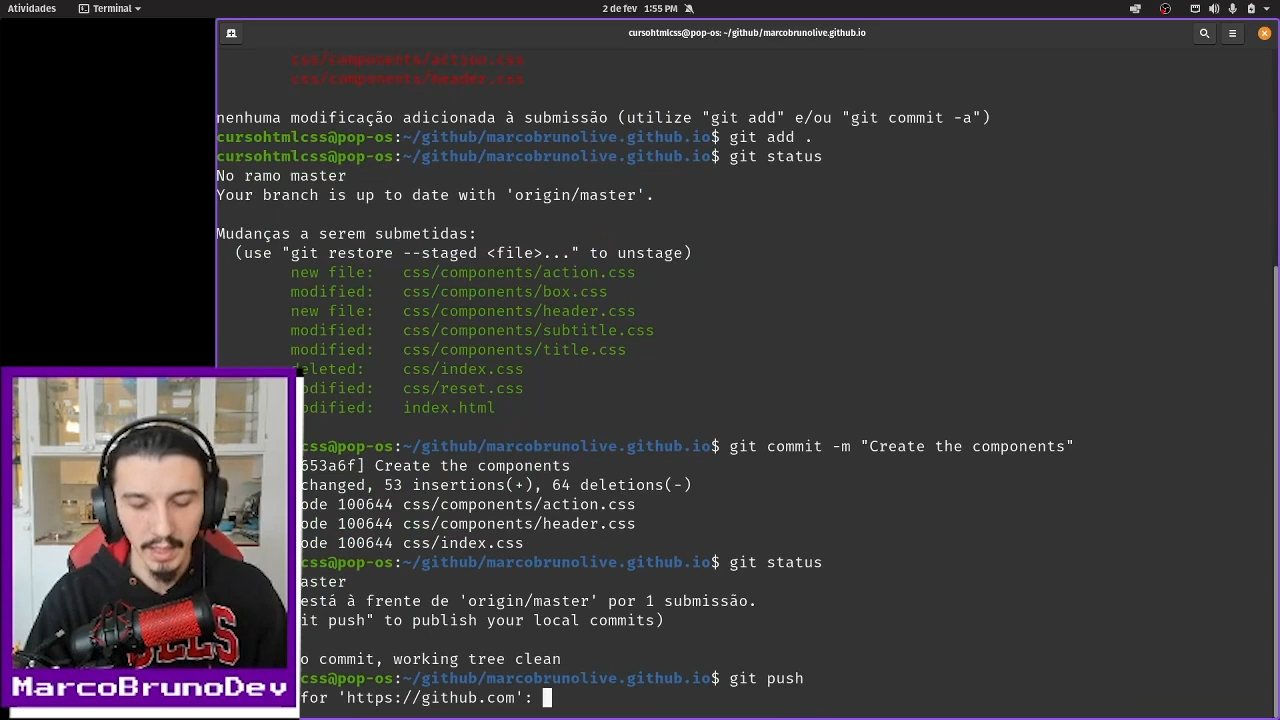 Atividades
Terminal
2 de fev 1:55 PM
cursohtmlcss@pop-os: ~/github/marcobrunolive.github.io
css/components/action.css
css/components/header.css
nenhuma modificação adicionada à submissão (utilize "git add" e/ou "git commit -a")
cursohtmlcss@pop-os:~/github/marcobrunolive.github.io$ git add .
cursohtmlcss@pop-os:~/github/marcobrunolive.github.io$ git status
No ramo master
Your branch is up to date with 'origin/master'.
Mudanças a serem submetidas:
(use "git restore --staged <file>..." to unstage)
new file: css/components/action.css
modified: css/components/box.css
new file: css/components/header.css
modified: css/components/subtitle.css
modified: css/components/title.css
deleted: css/index.css
odified: css/reset.css
odified: index.html
css@pop-os:~/github/marcobrunolive.github.io$ git commit -m "Create the components"
653a6f] Create the components
changed, 53 insertions(+), 64 deletions(-)
ode 100644 css/components/action.css
ode 100644 css/components/header.css
ode 100644 css/index.css
css@pop-os:~/github/marcobrunolive.github.io$ git status
aster
está à frente de 'origin/master' por 1 submissão.
it push" to publish your local commits)
o commit, working tree clean
css@pop-os:~/github/marcobrunolive.github.io$ git push
for 'https://github.com':
MarcoBrunoDev